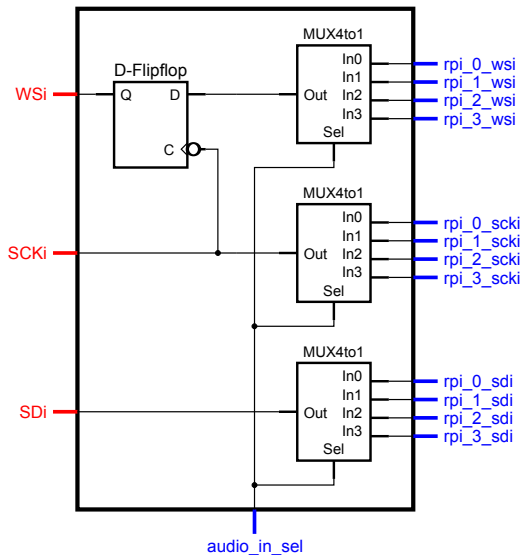 MUX4to1
D-Flipflop
In0
rpi_0_wsi
In1
rpi_1_wsi
WSi
Q
D
Out
In2
rpi_2_wsi
In3
rpi_3_wsi
Sel
C
MUX4to1
In0
rpi_0_scki
In1
rpi_1_scki
SCKi
Out
In2
rpi_2_scki
In3
rpi_3_scki
Sel
MUX4to1
In0
rpi_0_sdi
In1
rpi_1_sdi
SDi
Out
In2
rpi_2_sdi
In3
rpi_3_sdi
Sel
audio_in_sel